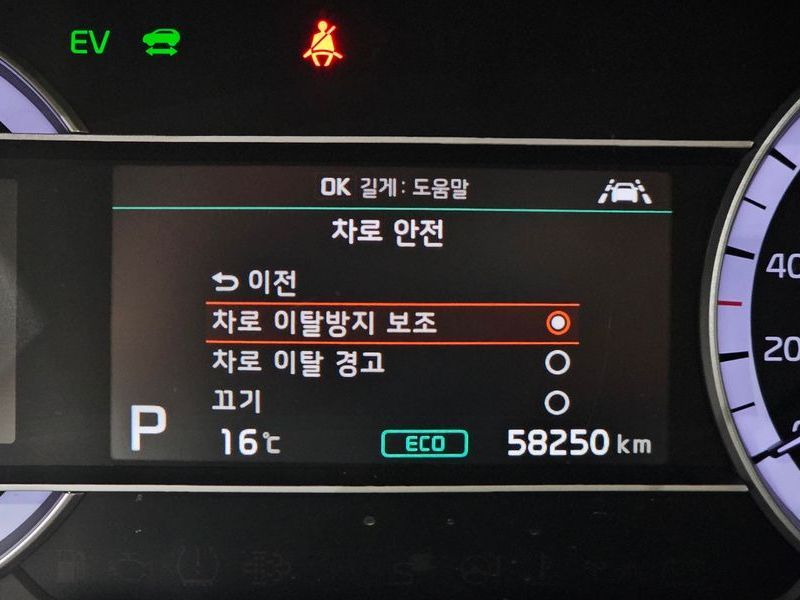 EV
OK 길게 : 도움말
차로 안전
이전
차로 이탈방지 보조
차로 이탈 경고
끄기
P
16℃ ECO 58250 km
40
20